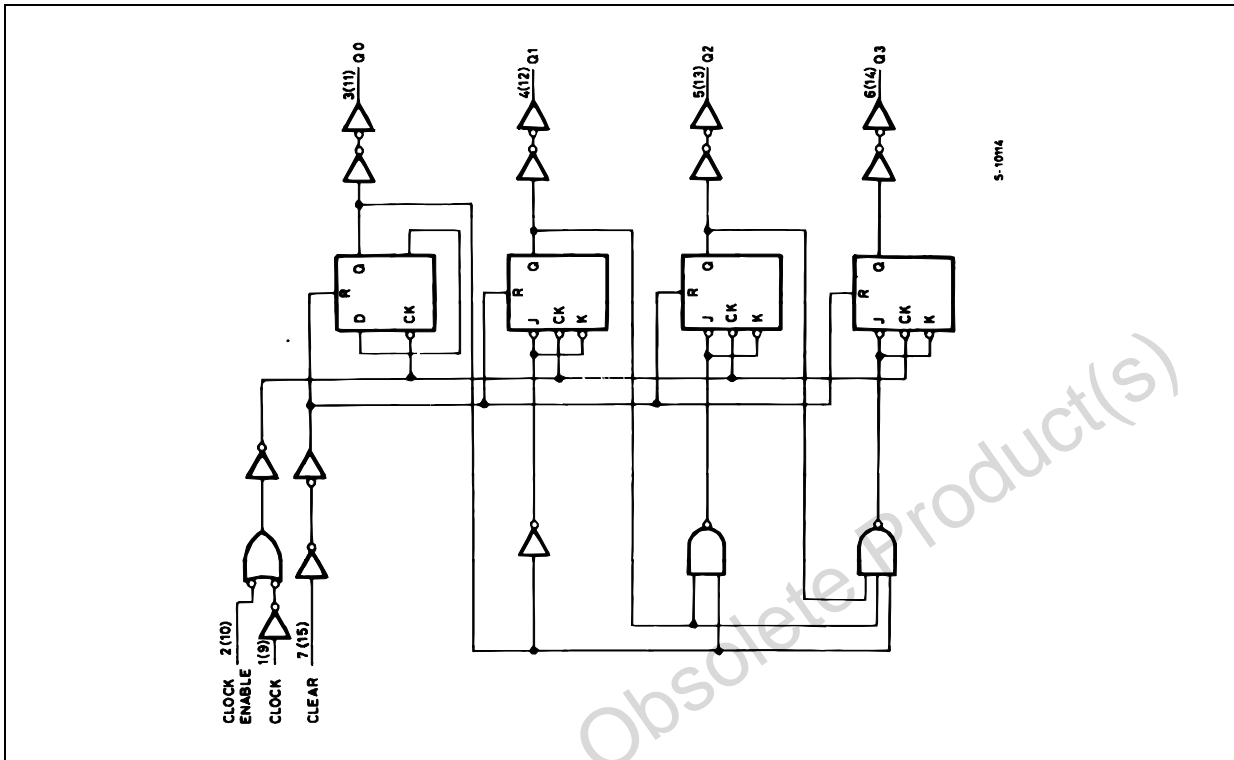 3(11) Q0
4(12) Q1
5(13) Q2
6(14) Q3
S-10114
Q
R
D
CK
Q
R
J
CK
K
Q
R
J
CK
K
Q
R
J
CK
K
2(10)
CLOCK
ENABLE
1(9)
CLOCK
7(15)
CLEAR
Obsolete Product(s)